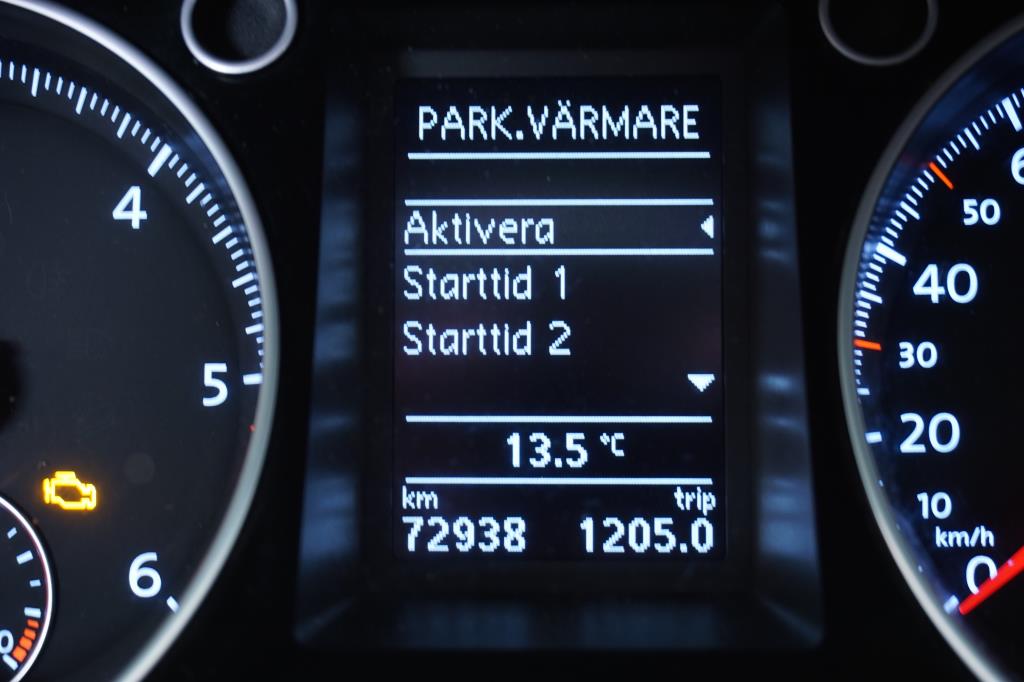 PARK.VÄRMARE
Aktivera
Starttid 1
Starttid 2
13.5 °C
km trip
72938 1205.0
4
5
6
50
40
30
20
10
km/h
0